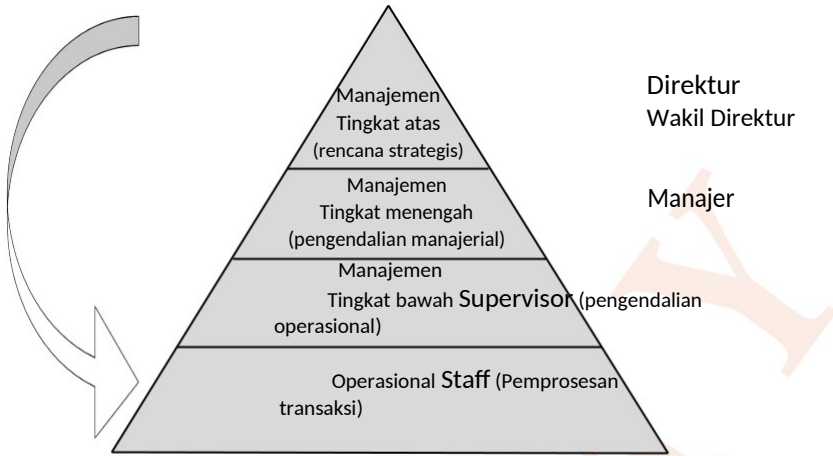 Manajemen
Tingkat atas
(rencana strategis)
Direktur
Wakil Direktur
Manajemen
Tingkat menengah
(pengendalian manajerial)
Manajer
Manajemen
Tingkat bawah Supervisor (pengendalian
operasional)
Operasional Staff (Pemprosesan
transaksi)
Y